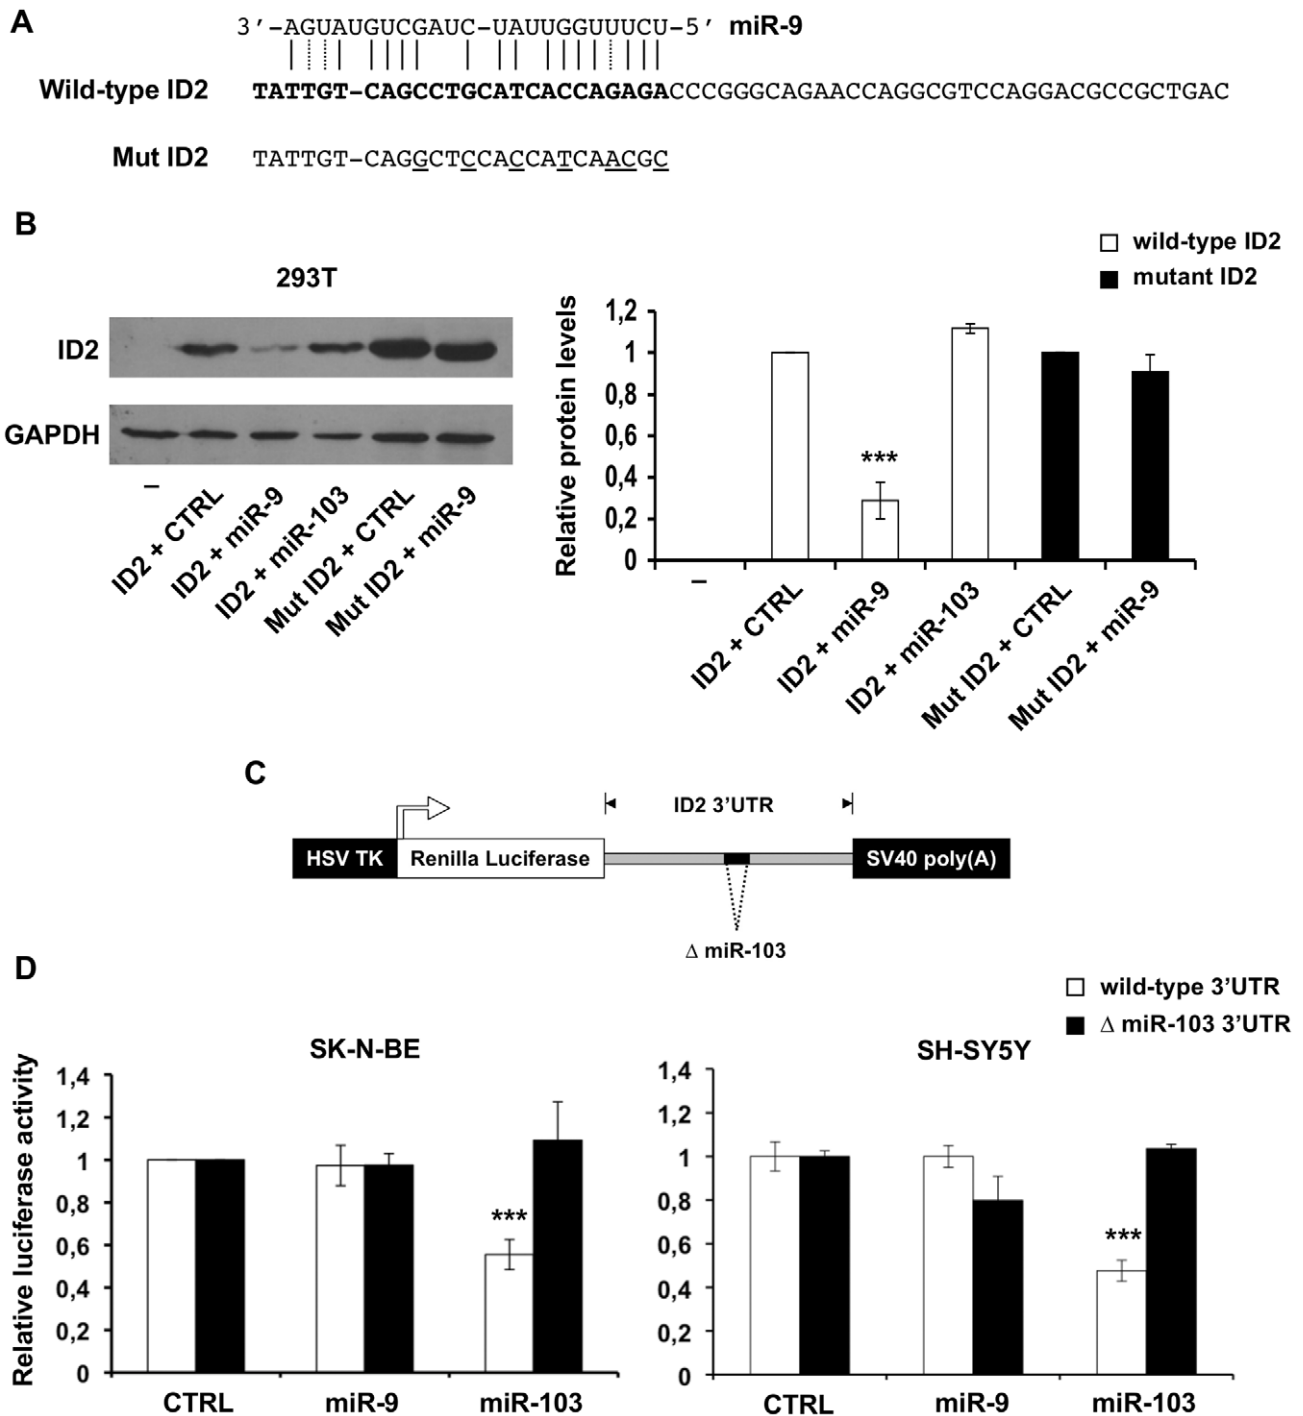 A
3'–AGUAUGUCGAUC–UAUUGGUUUCU–5' miR-9
Wild-type ID2 TATTGT–CAGCCTGCATCACCAGAGACCCGGGCAGAACCAGGCGTCCAGGACGCCGCTGAC
Mut ID2 TATTGT–CAGGCTCCACCATCAACGC
B
293T
ID2
GAPDH
–
ID2 + CTRL
ID2 + miR-9
ID2 + miR-103
Mut ID2 + CTRL
Mut ID2 + miR-9
wild-type ID2
mutant ID2
Relative protein levels
1,2
1
0,8
0,6
0,4
0,2
0
***
–
ID2 + CTRL
ID2 + miR-9
ID2 + miR-103
Mut ID2 + CTRL
Mut ID2 + miR-9
C
ID2 3'UTR
HSV TK Renilla Luciferase SV40 poly(A)
Δ miR-103
D
wild-type 3'UTR
Δ miR-103 3'UTR
SK-N-BE
Relative luciferase activity
1,4
1,2
1
0,8
0,6
0,4
0,2
0
***
CTRL miR-9 miR-103
SH-SY5Y
1,4
1,2
1
0,8
0,6
0,4
0,2
0
***
CTRL miR-9 miR-103